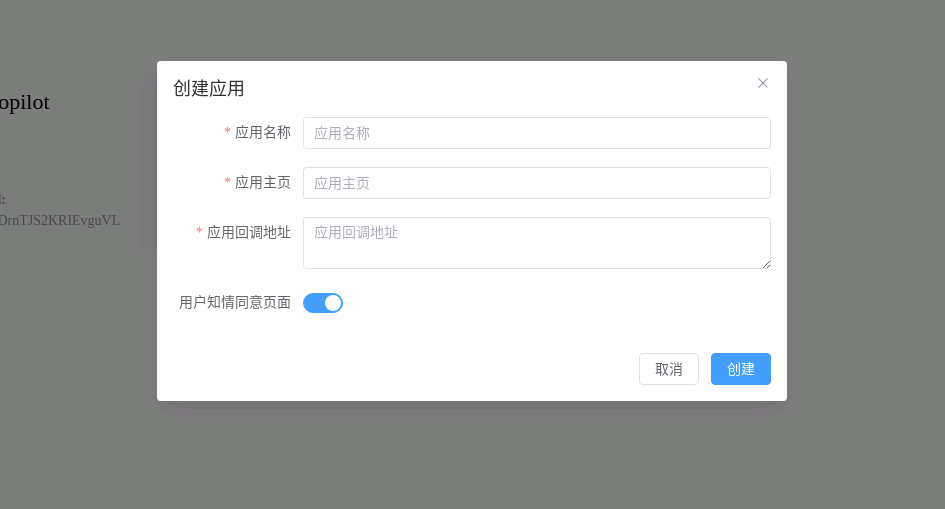 创建应用
opilot
* 应用名称
应用名称
* 应用主页
应用主页
DrnTJS2KRIEvguVL
* 应用回调地址
应用回调地址
用户知情同意页面
取消
创建